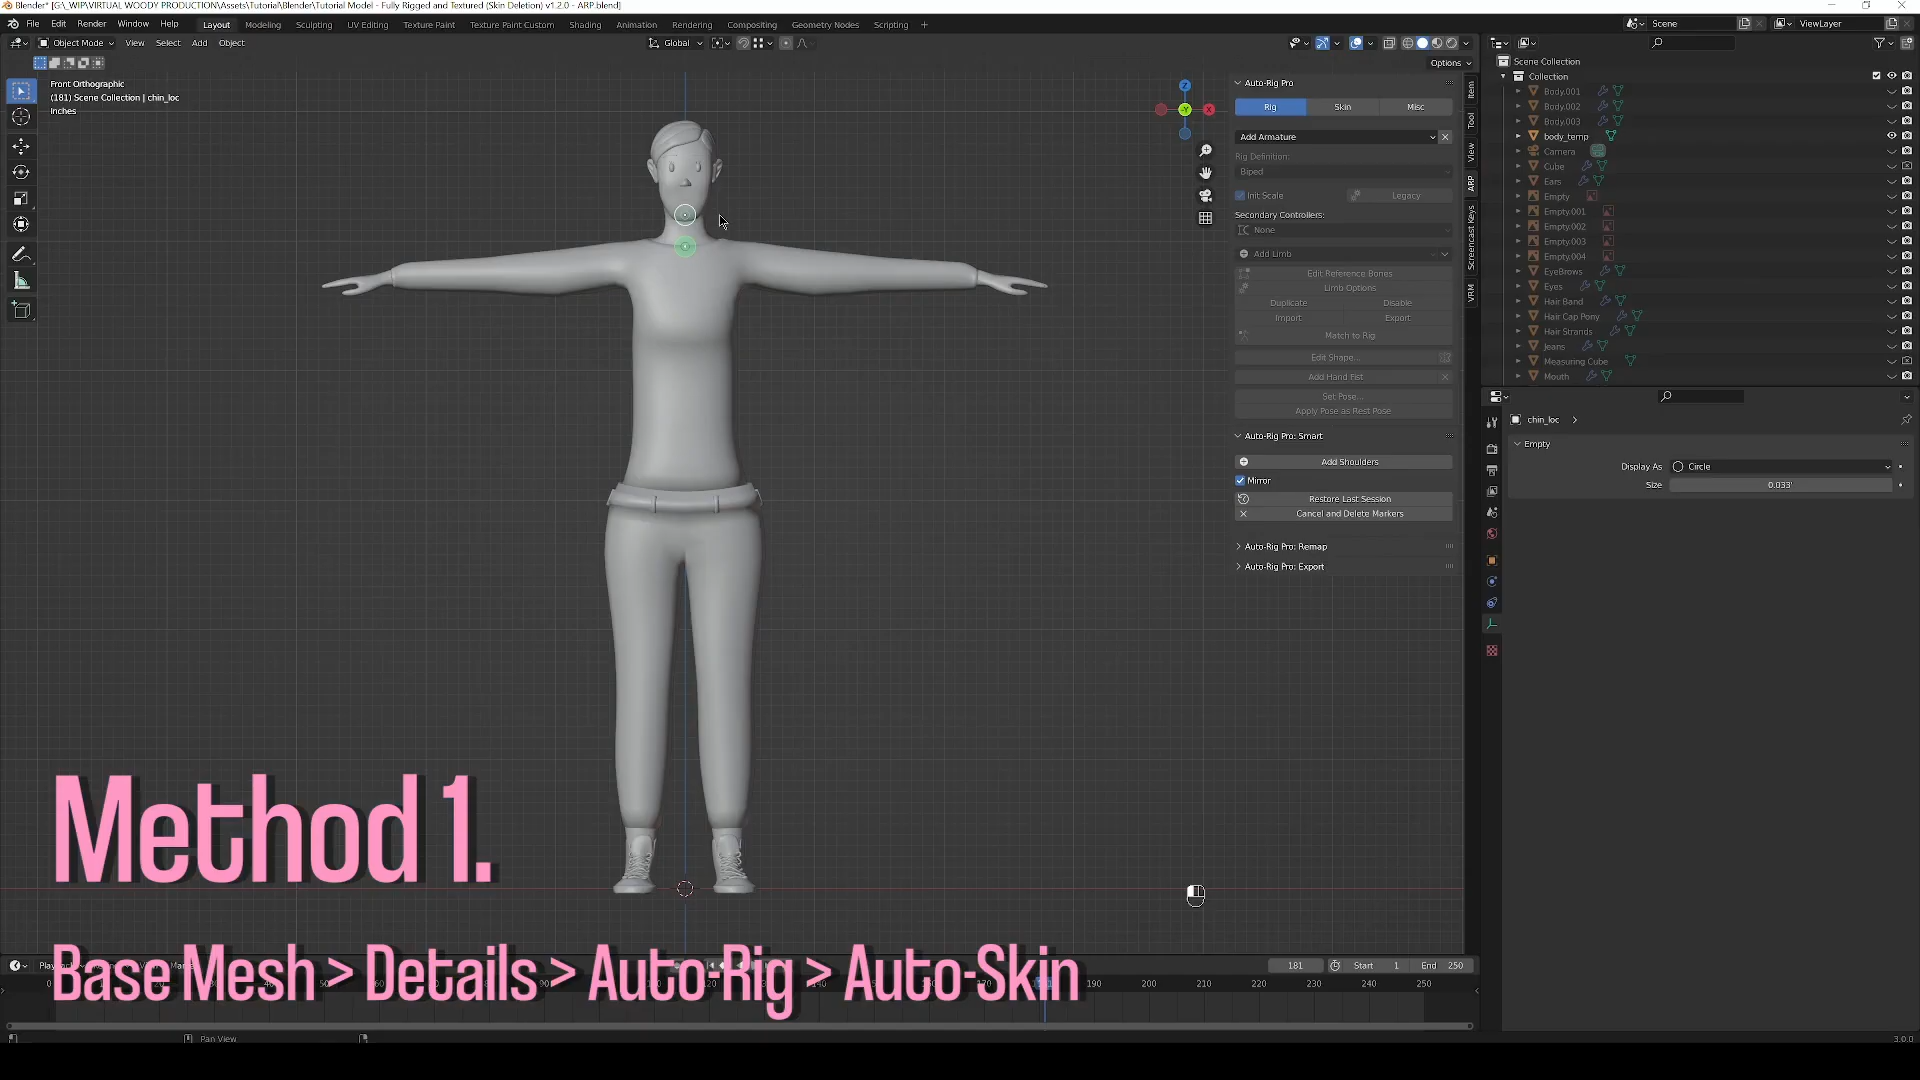 Blender* [G:\_WIP\VIRTUAL WOODY PRODUCTION\Assets\Tutorial\Blender\Tutorial Model - Fully Rigged and Textured (Skin Deletion) v1.2.0 - ARP.blend]
File Edit Render Window Help Layout Modeling Sculpting UV Editing Texture Paint Texture Paint Custom Shading Animation Rendering Compositing Geometry Nodes Scripting + Scene ViewLayer
Object Mode View Select Add Object Global
Options
Front Orthographic
(181) Scene Collection | chin_loc
Inches
Z
-Y
X
Auto-Rig Pro
Rig Skin Misc
Add Armature
Rig Definition:
Biped
Init Scale Legacy
Secondary Controllers:
None
Add Limb
Edit Reference Bones
Limb Options
Duplicate Disable
Import Export
Match to Rig
Edit Shape...
Add Hand Fist
Set Pose...
Apply Pose as Rest Pose
Auto-Rig Pro: Smart
Add Shoulders
Mirror
Restore Last Session
Cancel and Delete Markers
Auto-Rig Pro: Remap
Auto-Rig Pro: Export
Item
Tool
View
ARP
Screencast Keys
VRM
Scene Collection
Collection
Body.001
Body.002
Body.003
body_temp
Camera
Cube
Ears
Empty
Empty.001
Empty.002
Empty.003
Empty.004
EyeBrows
Eyes
Hair Band
Hair Cap Pony
Hair Strands
Jeans
Measuring Cube
Mouth
chin_loc
Empty
Display As Circle
Size 0.033'
Method 1.
Base Mesh > Details > Auto-Rig > Auto-Skin
181 Start 1 End 250
190 200 210 220 230 240 250
Pan View
3.0.0